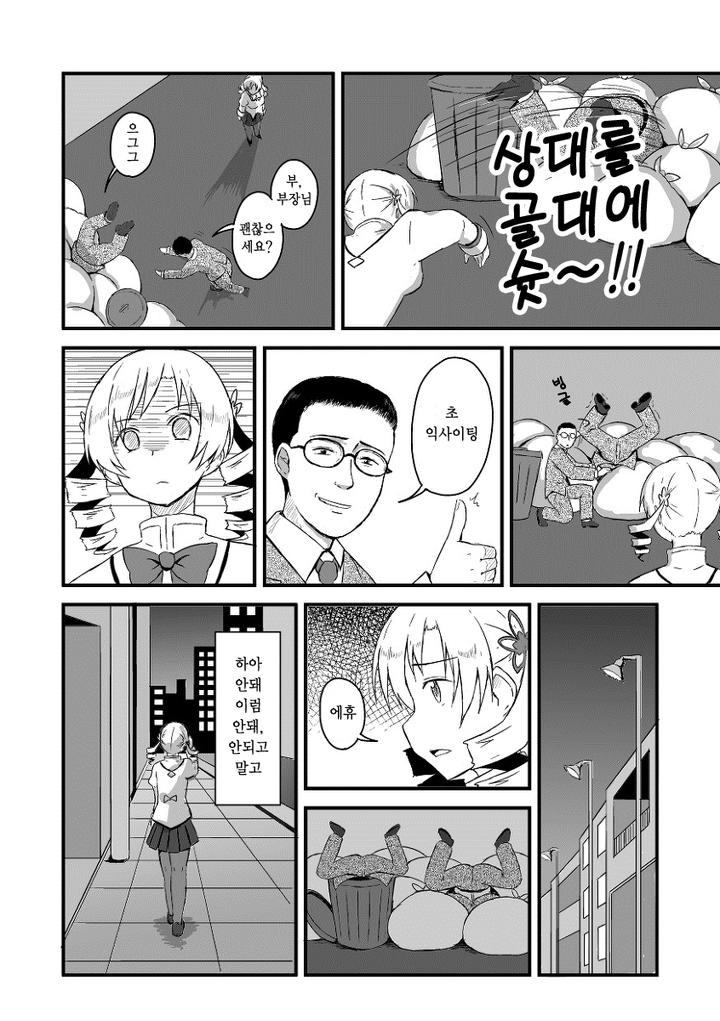 상대를
골대에
슛~!!
부,
부장님
괜찮으
세요?
으
그그
빙글
초
익사이팅
에휴
하아
안돼
이럼
안돼,
안되고
말고